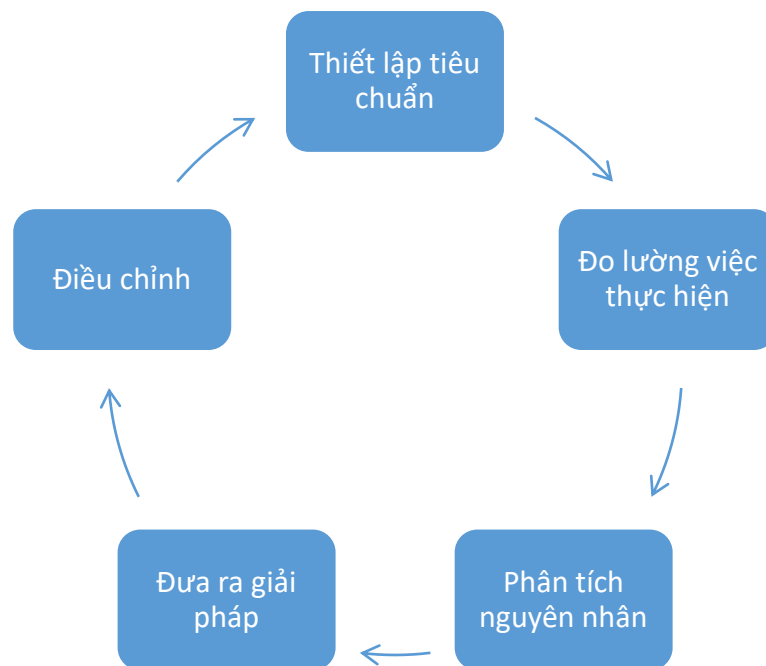 Thiết lập tiêu
chuẩn
Đo lường việc
thực hiện
Phân tích
nguyên nhân
Đưa ra giải
pháp
Điều chỉnh